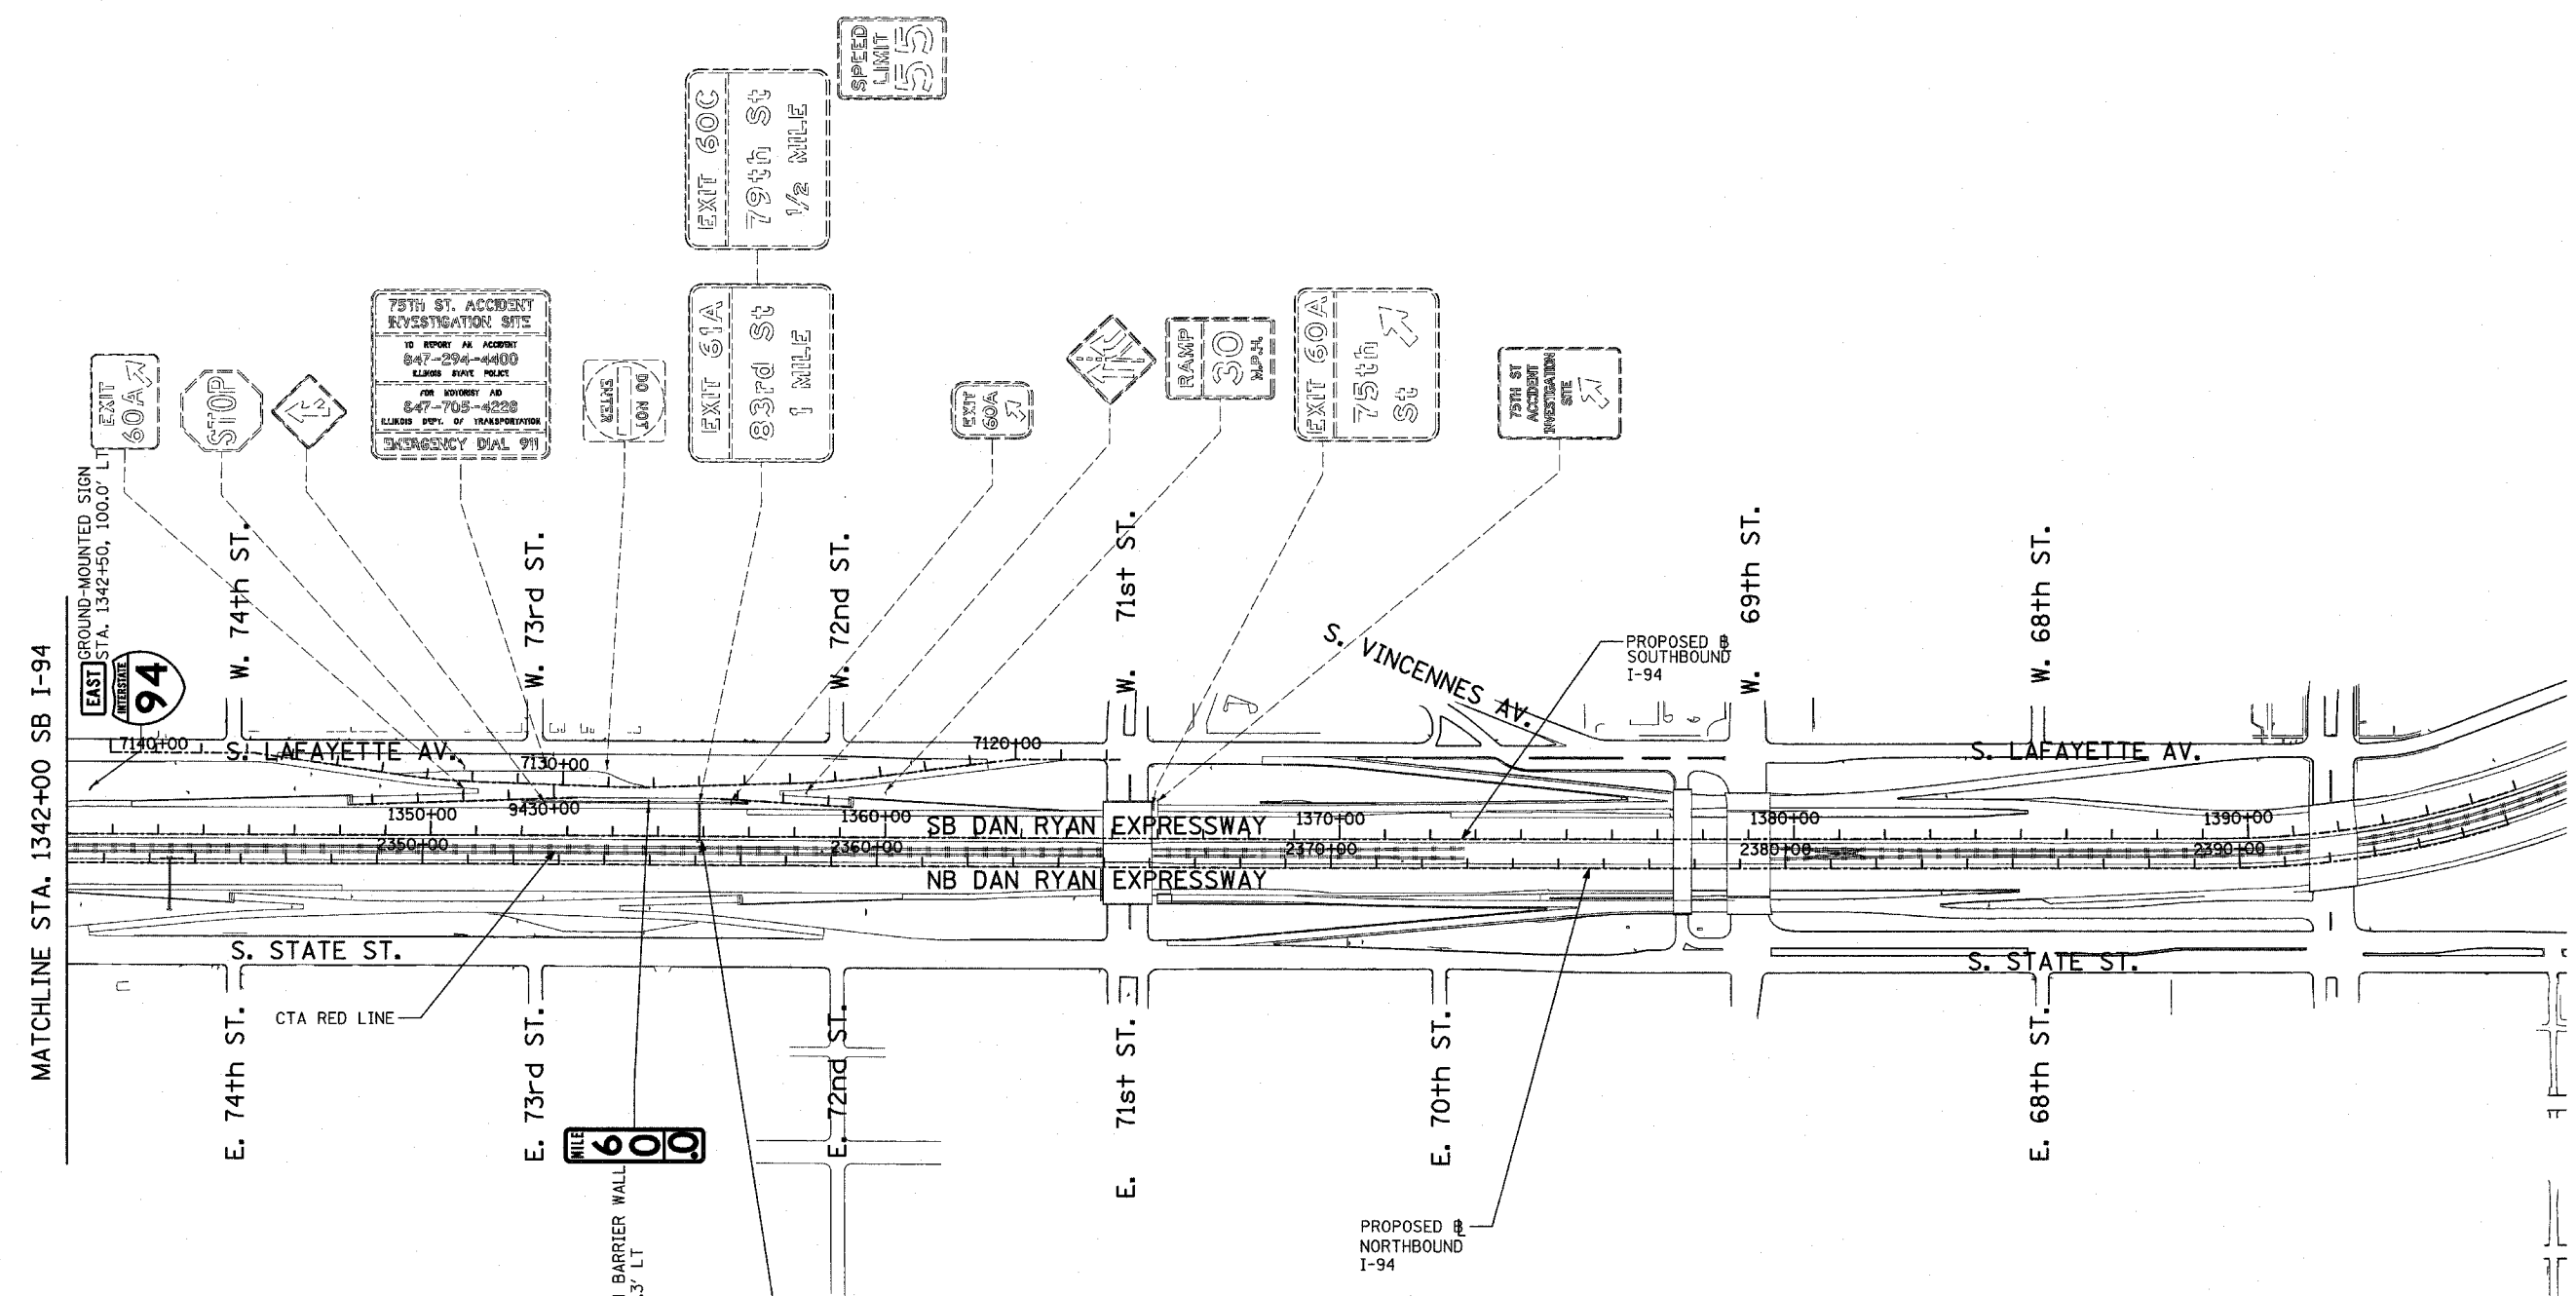 SPEED
LIMIT
55
EXIT 60C
79th St
1/2 MILE
EXIT 61A
83rd St
1 MILE
EXIT
60A
STOP
75TH ST. ACCIDENT
INVESTIGATION SITE
TO REPORT AN ACCIDENT
847-294-4400
ILLINOIS STATE POLICE
FOR MOTORIST AID
847-705-4228
ILLINOIS DEPT. OF TRANSPORTATION
EMERGENCY DIAL 911
DO NOT
ENTER
EXIT
60A
RAMP
30
M.P.H.
EXIT 60A
75th
St
75TH ST
ACCIDENT
INVESTIGATION
SITE
GROUND-MOUNTED SIGN
STA. 1342+50, 100.0' LT
EAST
INTERSTATE
94
MATCHLINE STA. 1342+00 SB I-94
W. 74th ST.
W. 73rd ST.
W. 72nd ST.
W. 71st ST.
W. 69th ST.
W. 68th ST.
S. VINCENNES AV.
PROPOSED ℄
SOUTHBOUND
I-94
7140+00
S. LAFAYETTE AV.
7130+00
7120+00
S. LAFAYETTE AV.
1350+00
9430+00
1360+00
SB DAN RYAN EXPRESSWAY
1370+00
1380+00
1390+00
2350+00
2360+00
2370+00
2380+00
2390+00
NB DAN RYAN EXPRESSWAY
S. STATE ST.
S. STATE ST.
CTA RED LINE
E. 74th ST.
E. 73rd ST.
E. 72nd ST.
E. 71st ST.
E. 70th ST.
E. 68th ST.
MILE
6
0
.0
BARRIER WALL
.3' LT
PROPOSED ℄
NORTHBOUND
I-94